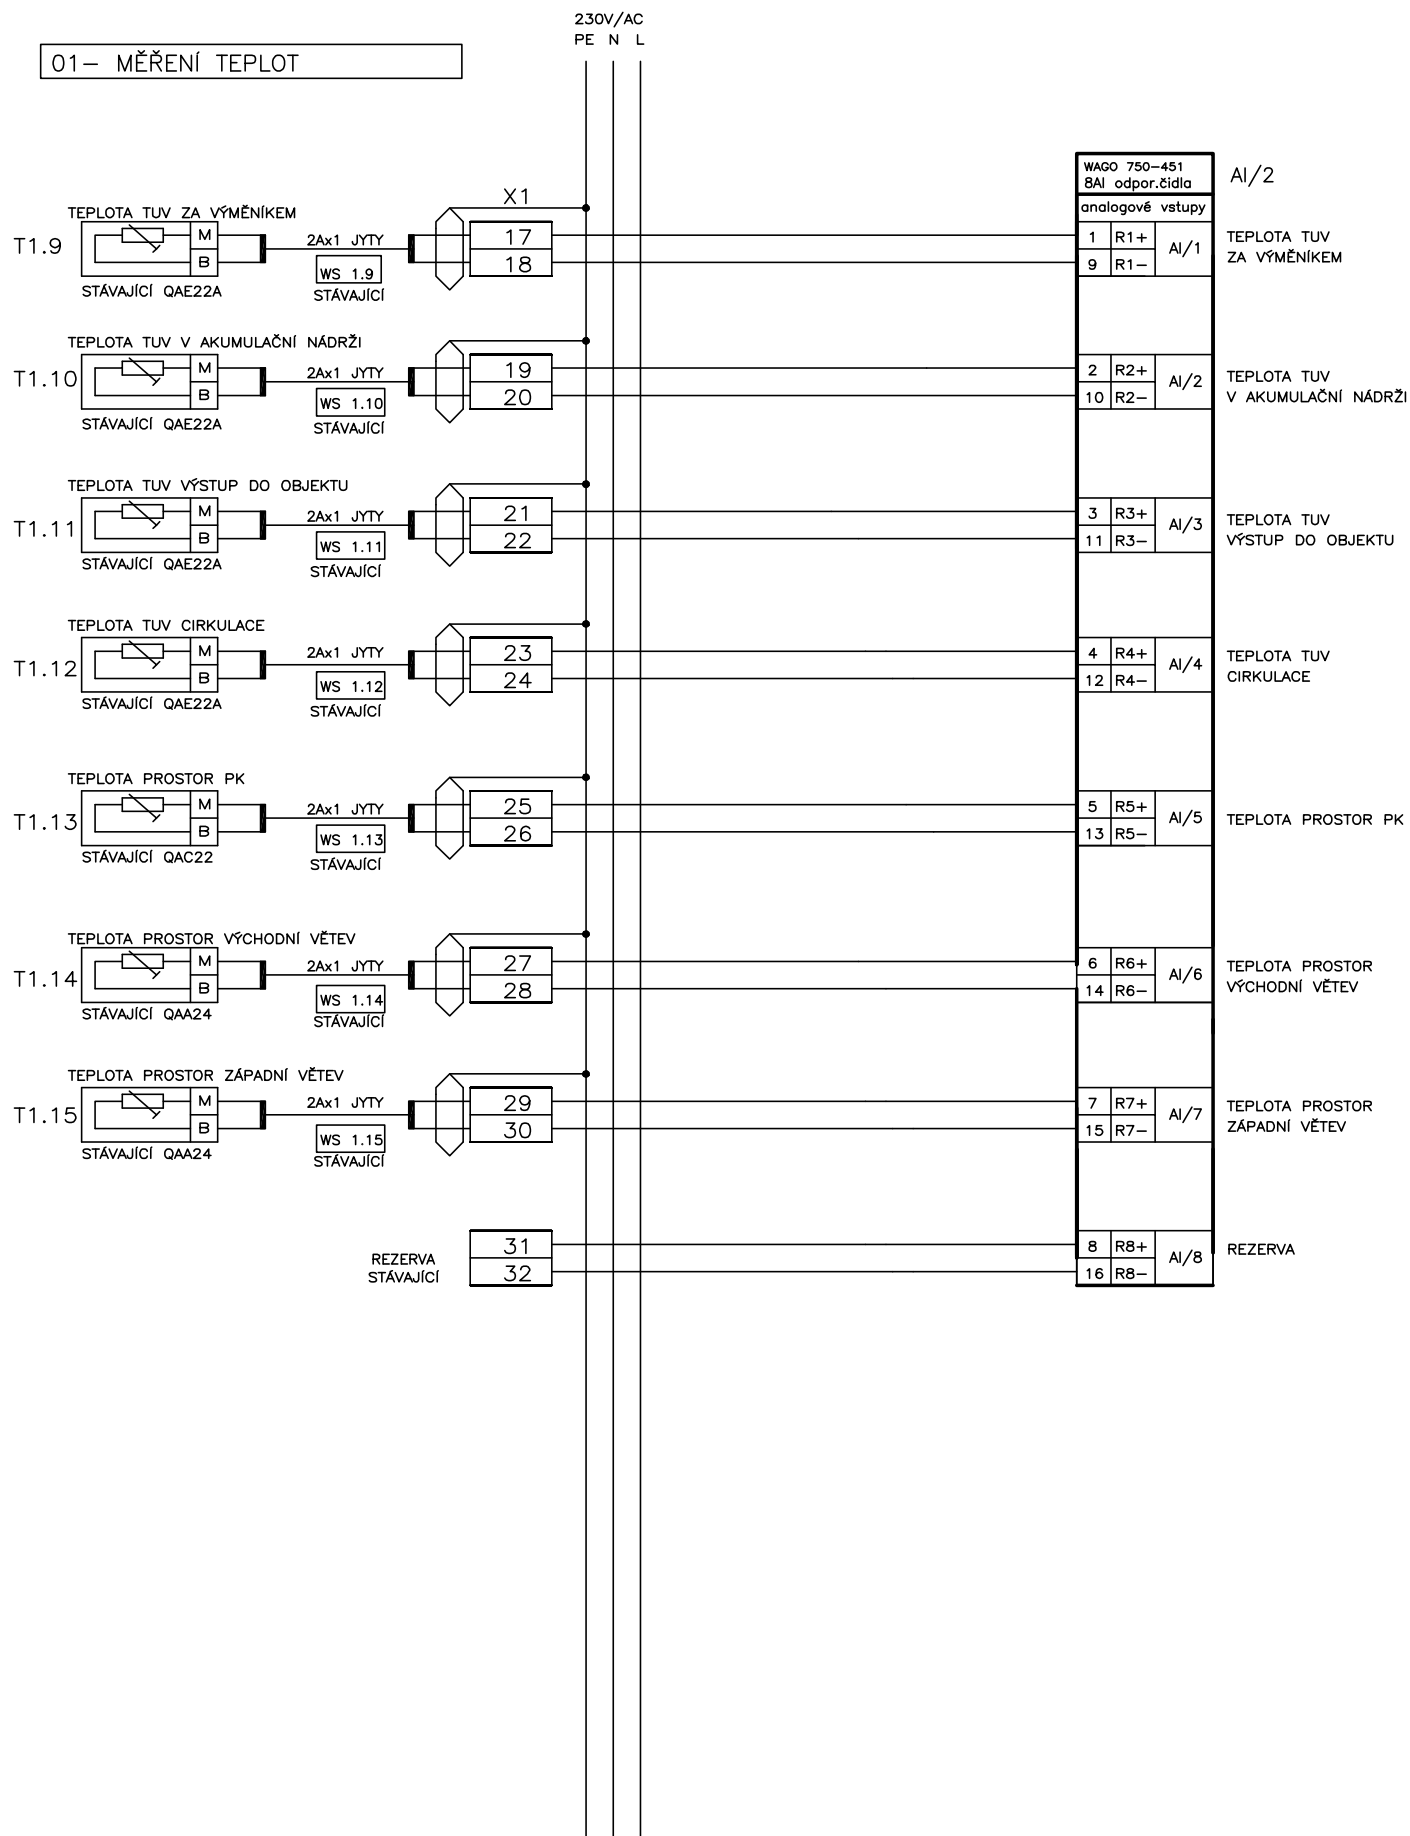 230V/AC
PE N L
01- MĚŘENÍ TEPLOT
WAGO 750-451
8AI odpor.čidla
AI/2
analogové vstupy
X1
TEPLOTA TUV ZA VÝMĚNÍKEM
T1.9
M
B
2Ax1 JYTY
WS 1.9
STÁVAJÍCÍ
STÁVAJÍCÍ QAE22A
17
18
1 R1+
9 R1-
AI/1
TEPLOTA TUV
ZA VÝMĚNÍKEM
TEPLOTA TUV V AKUMULAČNÍ NÁDRŽI
T1.10
M
B
2Ax1 JYTY
WS 1.10
STÁVAJÍCÍ
STÁVAJÍCÍ QAE22A
19
20
2 R2+
10 R2-
AI/2
TEPLOTA TUV
V AKUMULAČNÍ NÁDRŽI
TEPLOTA TUV VÝSTUP DO OBJEKTU
T1.11
M
B
2Ax1 JYTY
WS 1.11
STÁVAJÍCÍ
STÁVAJÍCÍ QAE22A
21
22
3 R3+
11 R3-
AI/3
TEPLOTA TUV
VÝSTUP DO OBJEKTU
TEPLOTA TUV CIRKULACE
T1.12
M
B
2Ax1 JYTY
WS 1.12
STÁVAJÍCÍ
STÁVAJÍCÍ QAE22A
23
24
4 R4+
12 R4-
AI/4
TEPLOTA TUV
CIRKULACE
TEPLOTA PROSTOR PK
T1.13
M
B
2Ax1 JYTY
WS 1.13
STÁVAJÍCÍ
STÁVAJÍCÍ QAC22
25
26
5 R5+
13 R5-
AI/5
TEPLOTA PROSTOR PK
TEPLOTA PROSTOR VÝCHODNÍ VĚTEV
T1.14
M
B
2Ax1 JYTY
WS 1.14
STÁVAJÍCÍ
STÁVAJÍCÍ QAA24
27
28
6 R6+
14 R6-
AI/6
TEPLOTA PROSTOR
VÝCHODNÍ VĚTEV
TEPLOTA PROSTOR ZÁPADNÍ VĚTEV
T1.15
M
B
2Ax1 JYTY
WS 1.15
STÁVAJÍCÍ
STÁVAJÍCÍ QAA24
29
30
7 R7+
15 R7-
AI/7
TEPLOTA PROSTOR
ZÁPADNÍ VĚTEV
REZERVA
STÁVAJÍCÍ
31
32
8 R8+
16 R8-
AI/8
REZERVA